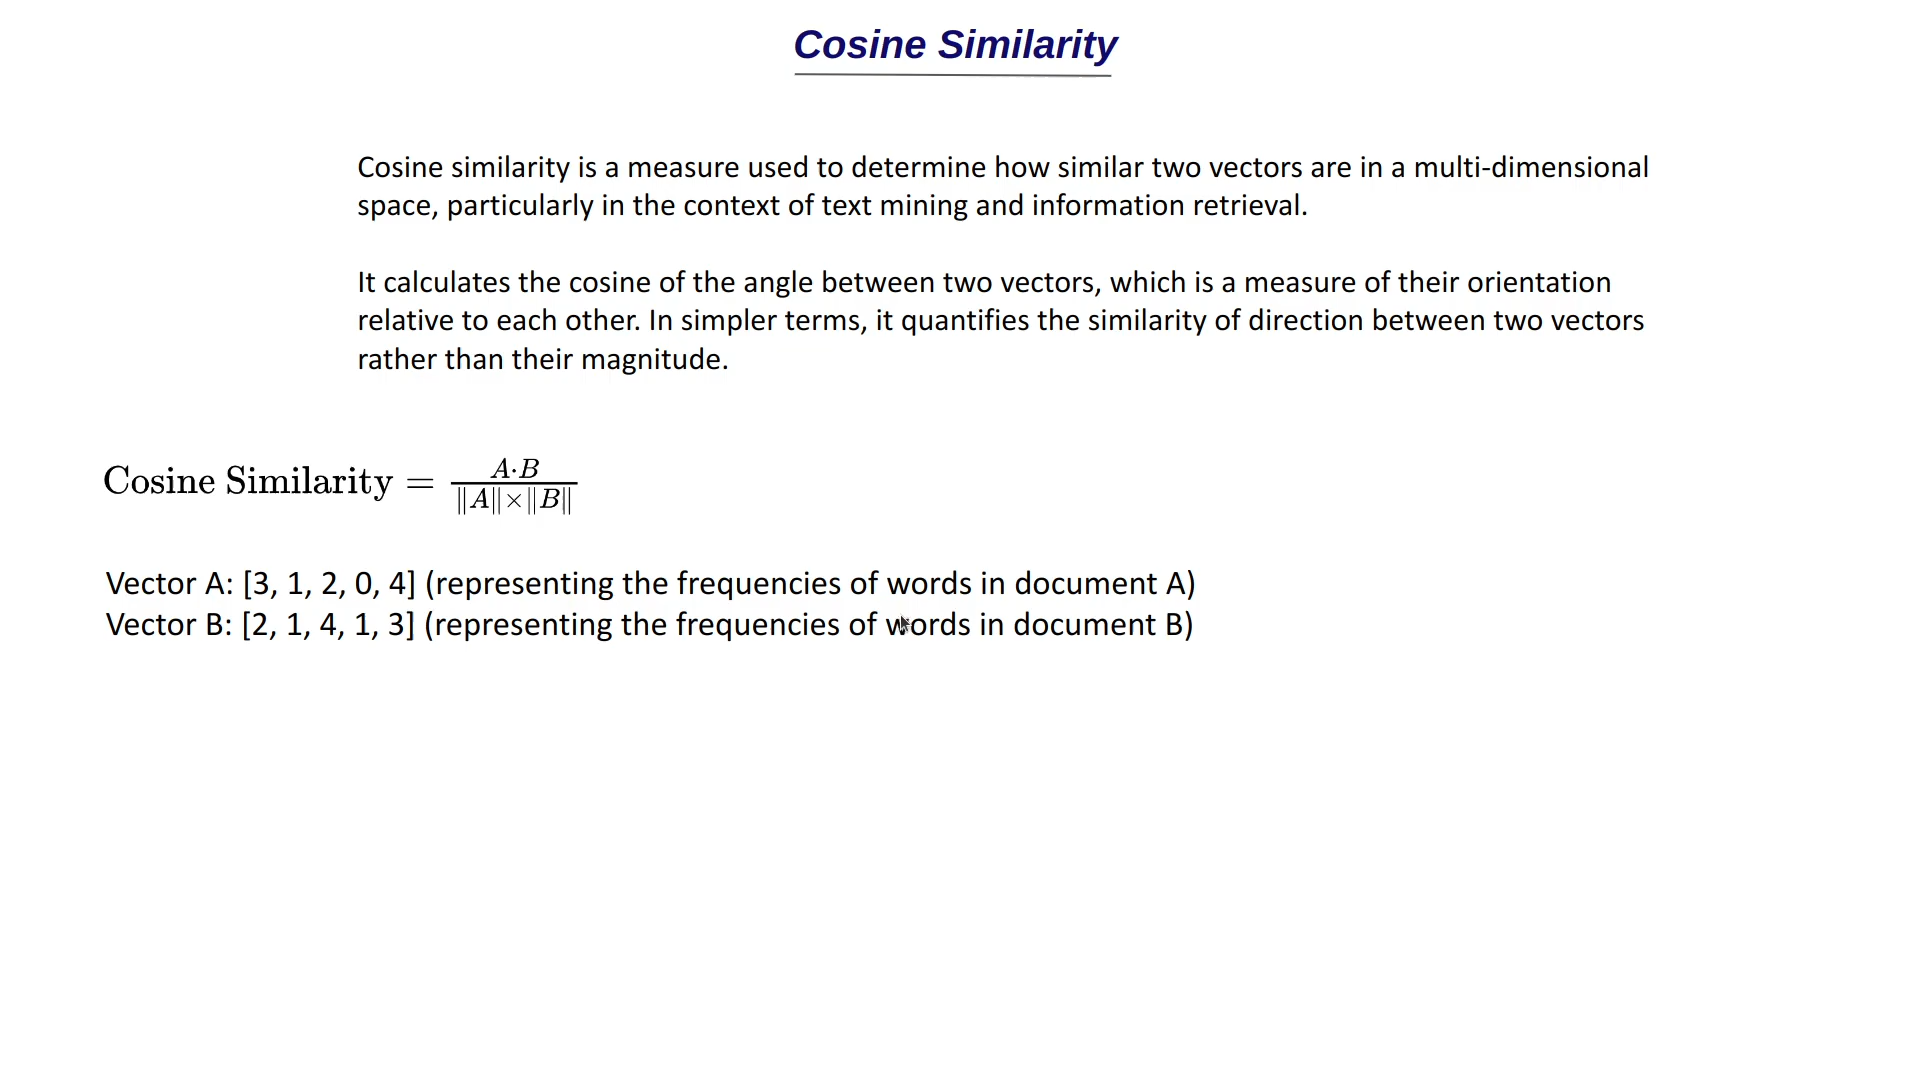 Cosine Similarity
Cosine similarity is a measure used to determine how similar two vectors are in a multi-dimensional
space, particularly in the context of text mining and information retrieval.
It calculates the cosine of the angle between two vectors, which is a measure of their orientation
relative to each other. In simpler terms, it quantifies the similarity of direction between two vectors
rather than their magnitude.
Cosine Similarity = A·B / ‖A‖×‖B‖
Vector A: [3, 1, 2, 0, 4] (representing the frequencies of words in document A)
Vector B: [2, 1, 4, 1, 3] (representing the frequencies of words in document B)